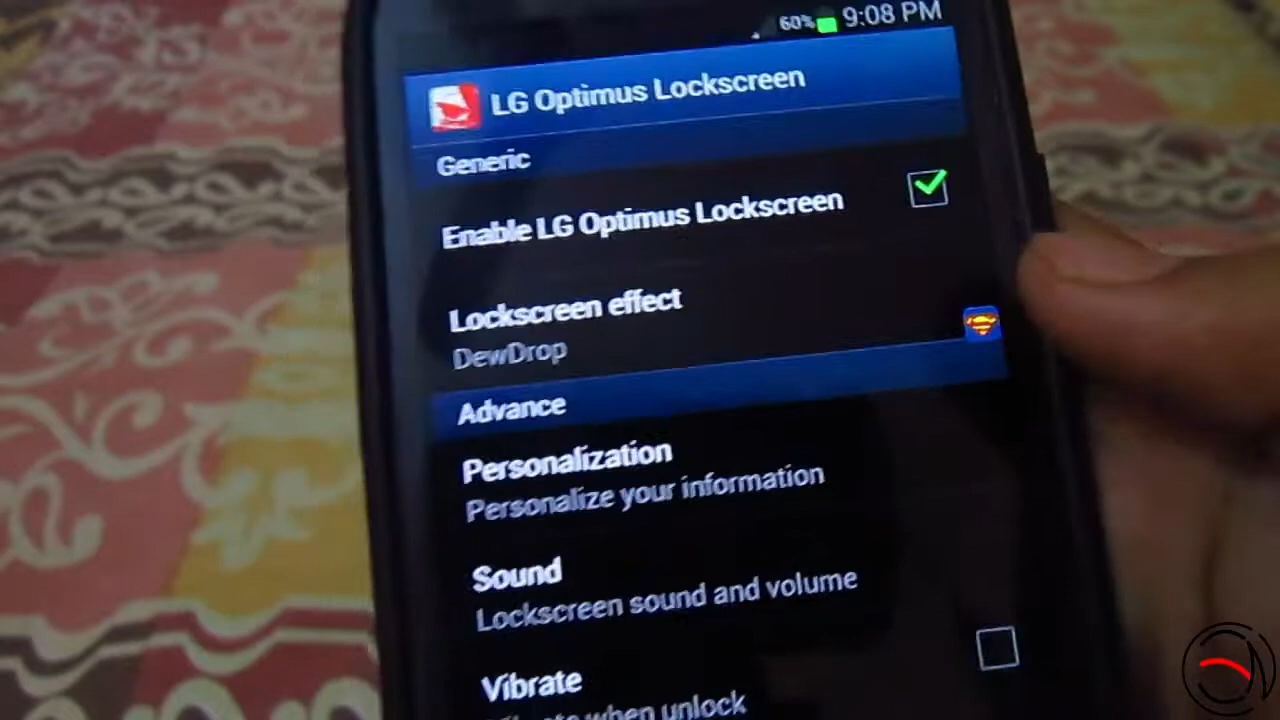 60% 9:08 PM
LG Optimus Lockscreen
Generic
Enable LG Optimus Lockscreen
Lockscreen effect
DewDrop
Advance
Personalization
Personalize your information
Sound
Lockscreen sound and volume
Vibrate
Vibrate when unlock